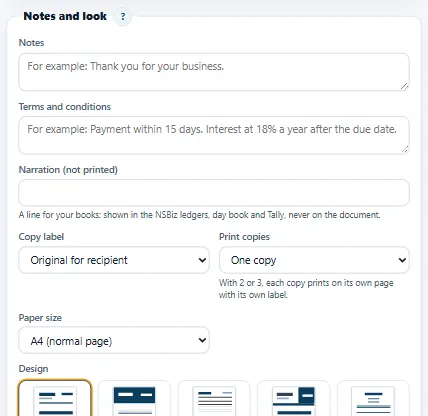 Notes and look ?
Notes
For example: Thank you for your business.
Terms and conditions
For example: Payment within 15 days. Interest at 18% a year after the due date.
Narration (not printed)
A line for your books: shown in the NSBiz ledgers, day book and Tally, never on the document.
Copy label
Print copies
Original for recipient
One copy
With 2 or 3, each copy prints on its own page
with its own label.
Paper size
A4 (normal page)
Design